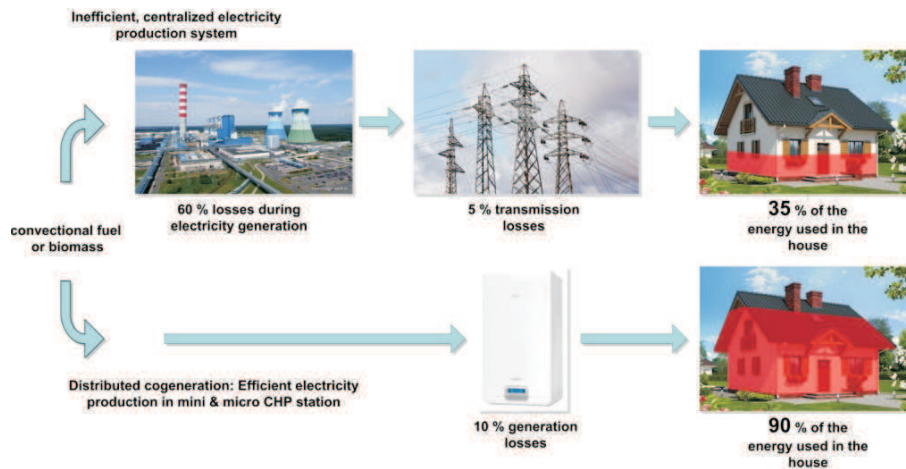 Inefficient, centralized electricity
production system
60 % losses during
electricity generation
5 % transmission
losses
35 % of the
energy used in the
house
convectional fuel
or biomass
Distributed cogeneration: Efficient electricity
production in mini & micro CHP station
10 % generation
losses
90 % of the
energy used in the
house